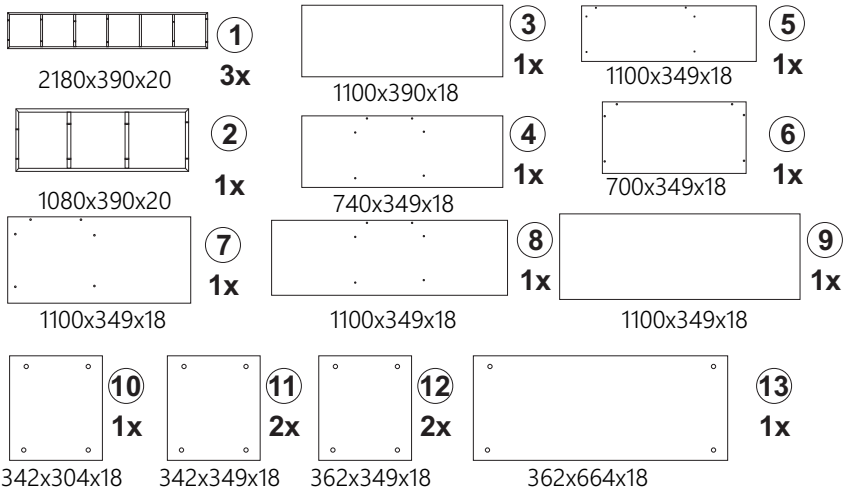 1
2180x390x20
3x
3
1100x390x18
1x
5
1100x349x18
1x
2
1080x390x20
1x
4
740x349x18
1x
6
700x349x18
1x
7
1100x349x18
1x
8
1100x349x18
1x
9
1100x349x18
1x
10
342x304x18
1x
11
342x349x18
2x
12
362x349x18
2x
13
362x664x18
1x